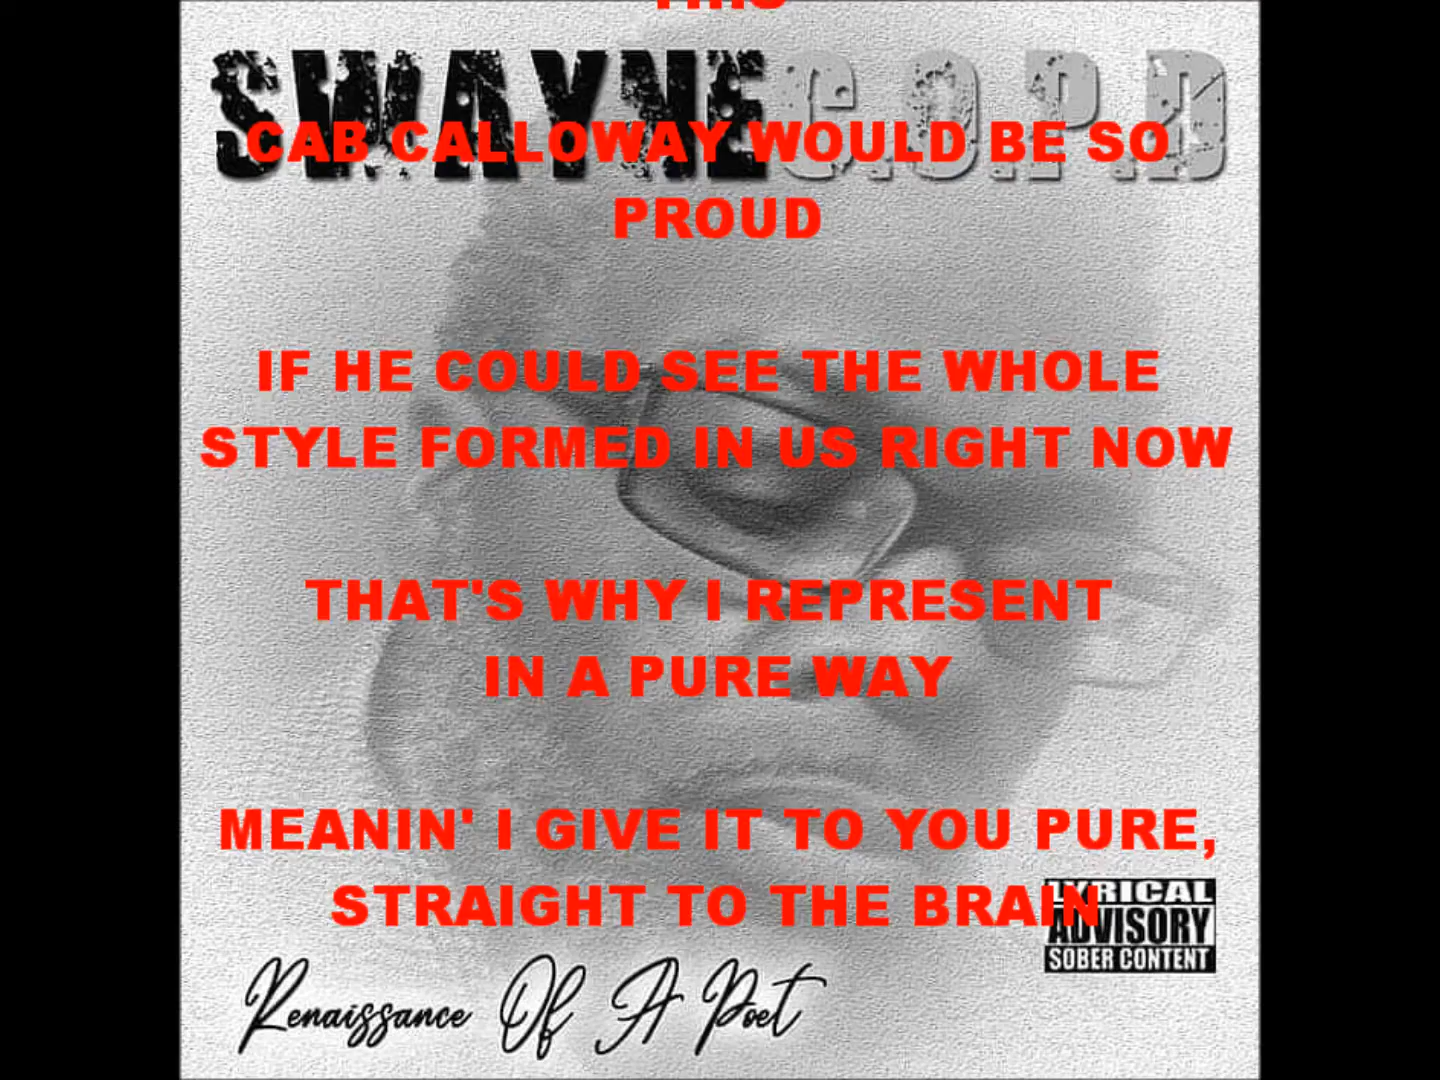 THIS
SWAYNE C.O.P.D
CAB CALLOWAY WOULD BE SO
PROUD
IF HE COULD SEE THE WHOLE
STYLE FORMED IN US RIGHT NOW
THAT'S WHY I REPRESENT
IN A PURE WAY
MEANIN' I GIVE IT TO YOU PURE,
STRAIGHT TO THE BRAIN
LYRICAL
ADVISORY
SOBER CONTENT
Renaissance Of A Poet